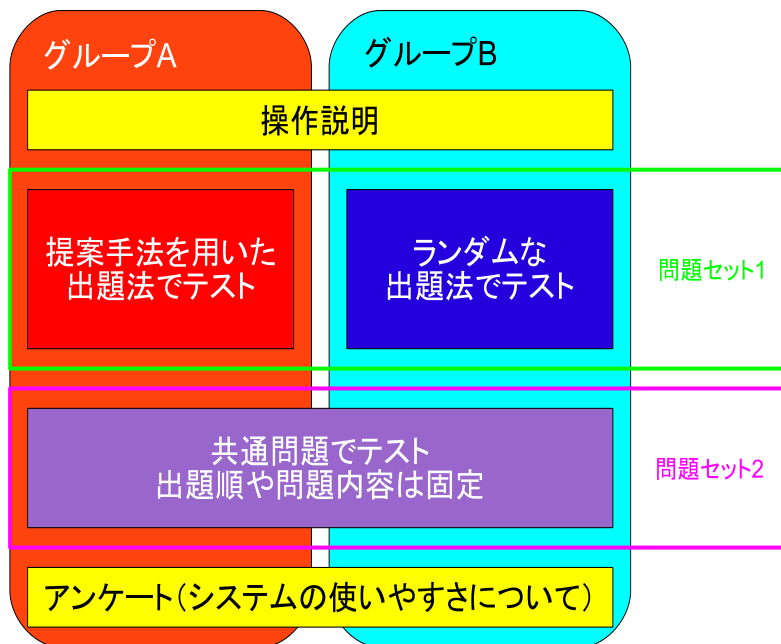 グループA
グループB
操作説明
提案手法を用いた
出題法でテスト
ランダムな
出題法でテスト
問題セット1
共通問題でテスト
出題順や問題内容は固定
問題セット2
アンケート(システムの使いやすさについて)